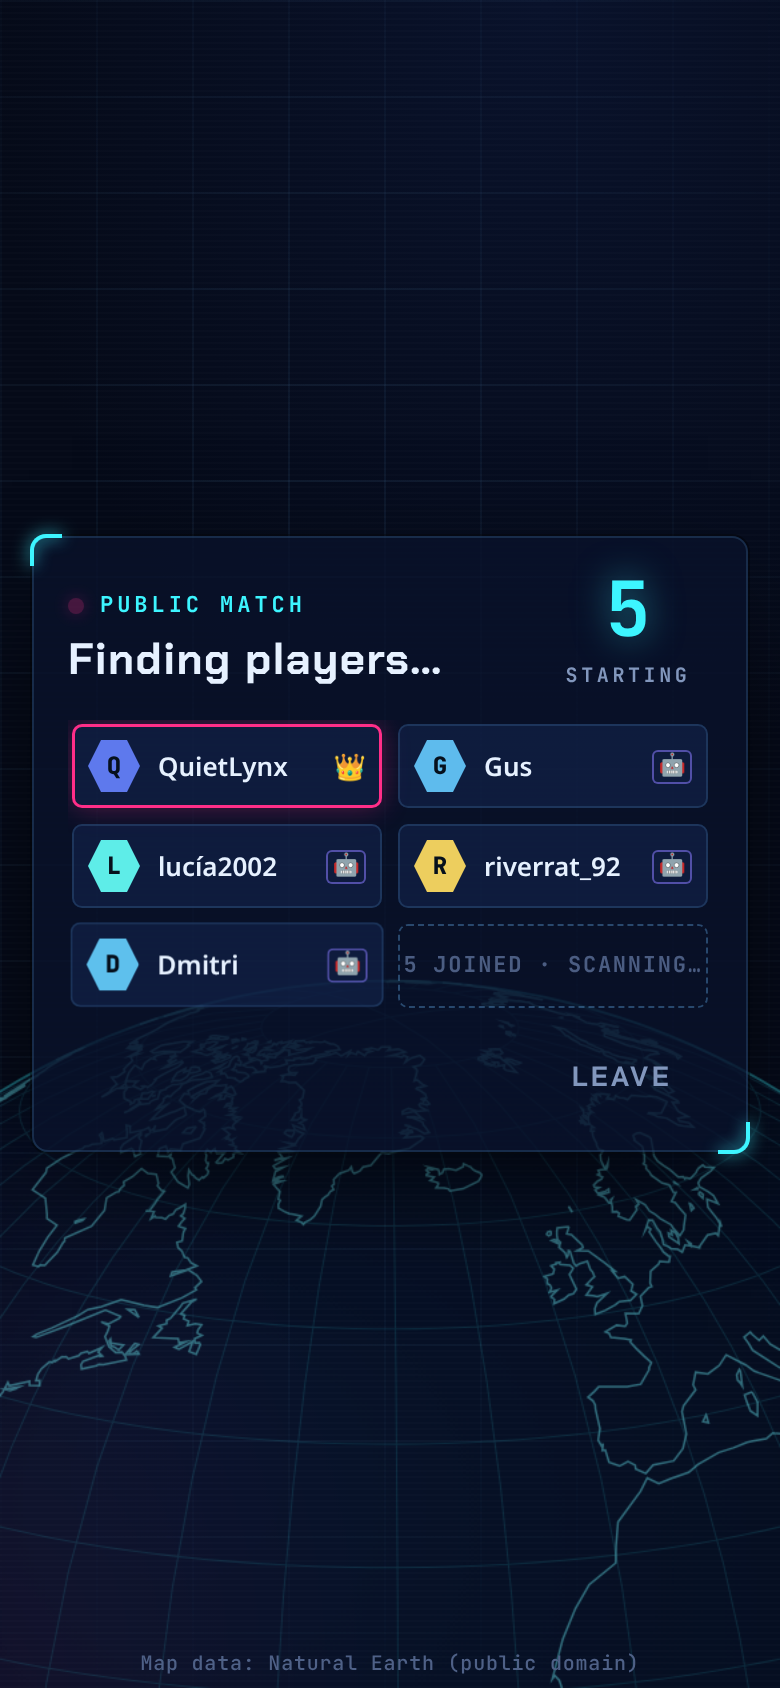 PUBLIC MATCH
Finding players…
5
STARTING
Q QuietLynx
G Gus
L lucía2002
R riverrat_92
D Dmitri
5 JOINED · SCANNING…
LEAVE
Map data: Natural Earth (public domain)